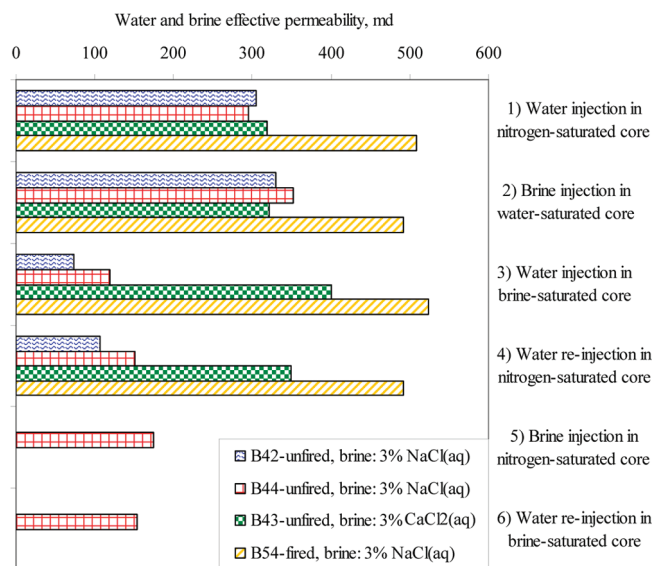 Water and brine effective permeability, md
0 100 200 300 400 500 600
1) Water injection in
nitrogen-saturated core
2) Brine injection in
water-saturated core
3) Water injection in
brine-saturated core
4) Water re-injection in
nitrogen-saturated core
5) Brine injection in
nitrogen-saturated core
6) Water re-injection in
brine-saturated core
B42-unfired, brine: 3% NaCl(aq)
B44-unfired, brine: 3% NaCl(aq)
B43-unfired, brine: 3%CaCl2(aq)
B54-fired, brine: 3% NaCl(aq)